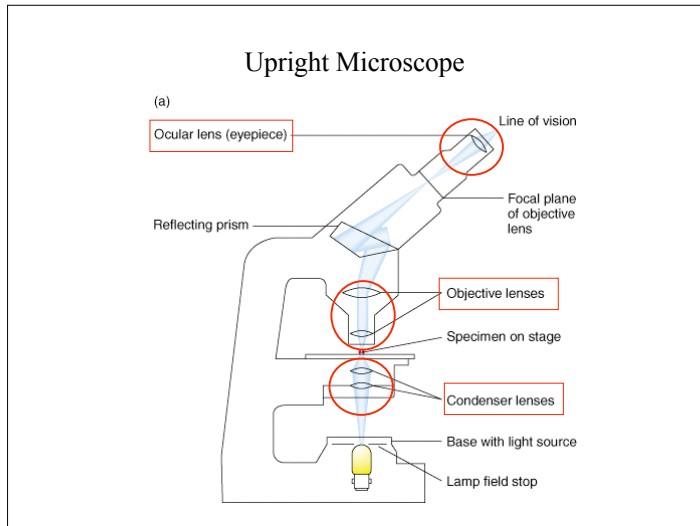 Upright Microscope
(a)
Line of vision
Ocular lens (eyepiece)
Focal plane
of objective
lens
Reflecting prism
Objective lenses
Specimen on stage
Condenser lenses
Base with light source
Lamp field stop